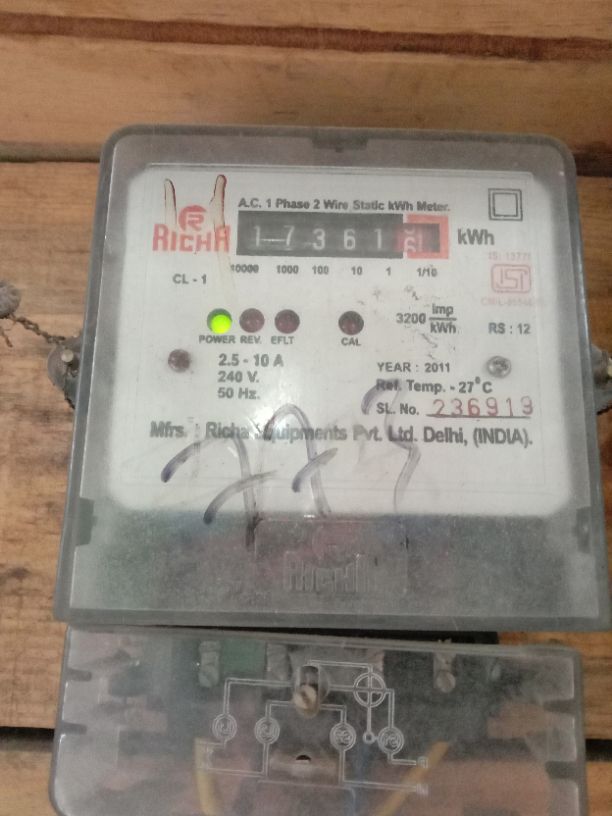 A.C. 1 Phase 2 Wire Static kWh Meter.
RICHA
1 7 3 6 1 kWh
IS: 13779
10000 1000 100 10 1 1/10
CL - 1
ISI
3200 imp/kWh
RS : 12
POWER REV. EFLT CAL
2.5 - 10 A
240 V.
50 Hz.
YEAR : 2011
Ref. Temp. - 27°C
SL. No. 236919
Mfrs. : Richa Equipments Pvt. Ltd. Delhi, (INDIA).
RICHA